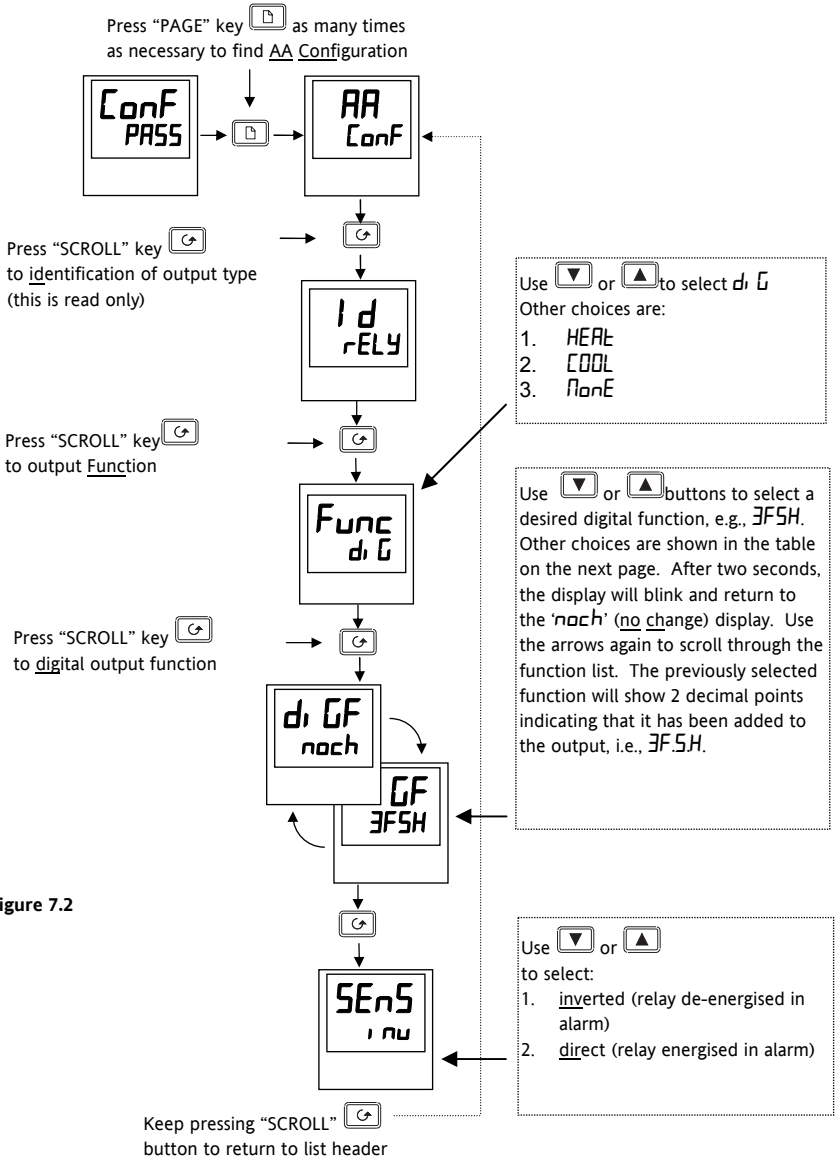 Press “PAGE” key as many times
as necessary to find AA Configuration
ConF
PASS
AA
ConF
Press “SCROLL” key
to identification of output type
(this is read only)
Id
rELY
Use or to select di G
Other choices are:
1. HEAt
2. COOL
3. nonE
Press “SCROLL” key
to output Function
Func
di G
Use or buttons to select a
desired digital function, e.g., 3FSH.
Other choices are shown in the table
on the next page. After two seconds,
the display will blink and return to
the ‘noch’ (no change) display. Use
the arrows again to scroll through the
function list. The previously selected
function will show 2 decimal points
indicating that it has been added to
the output, i.e., 3F.S.H.
Press “SCROLL” key
to digital output function
di GF
noch
GF
3FSH
igure 7.2
SEnS
inv
Use or
to select:
1. inverted (relay de-energised in
alarm)
2. direct (relay energised in alarm)
Keep pressing “SCROLL”
button to return to list header